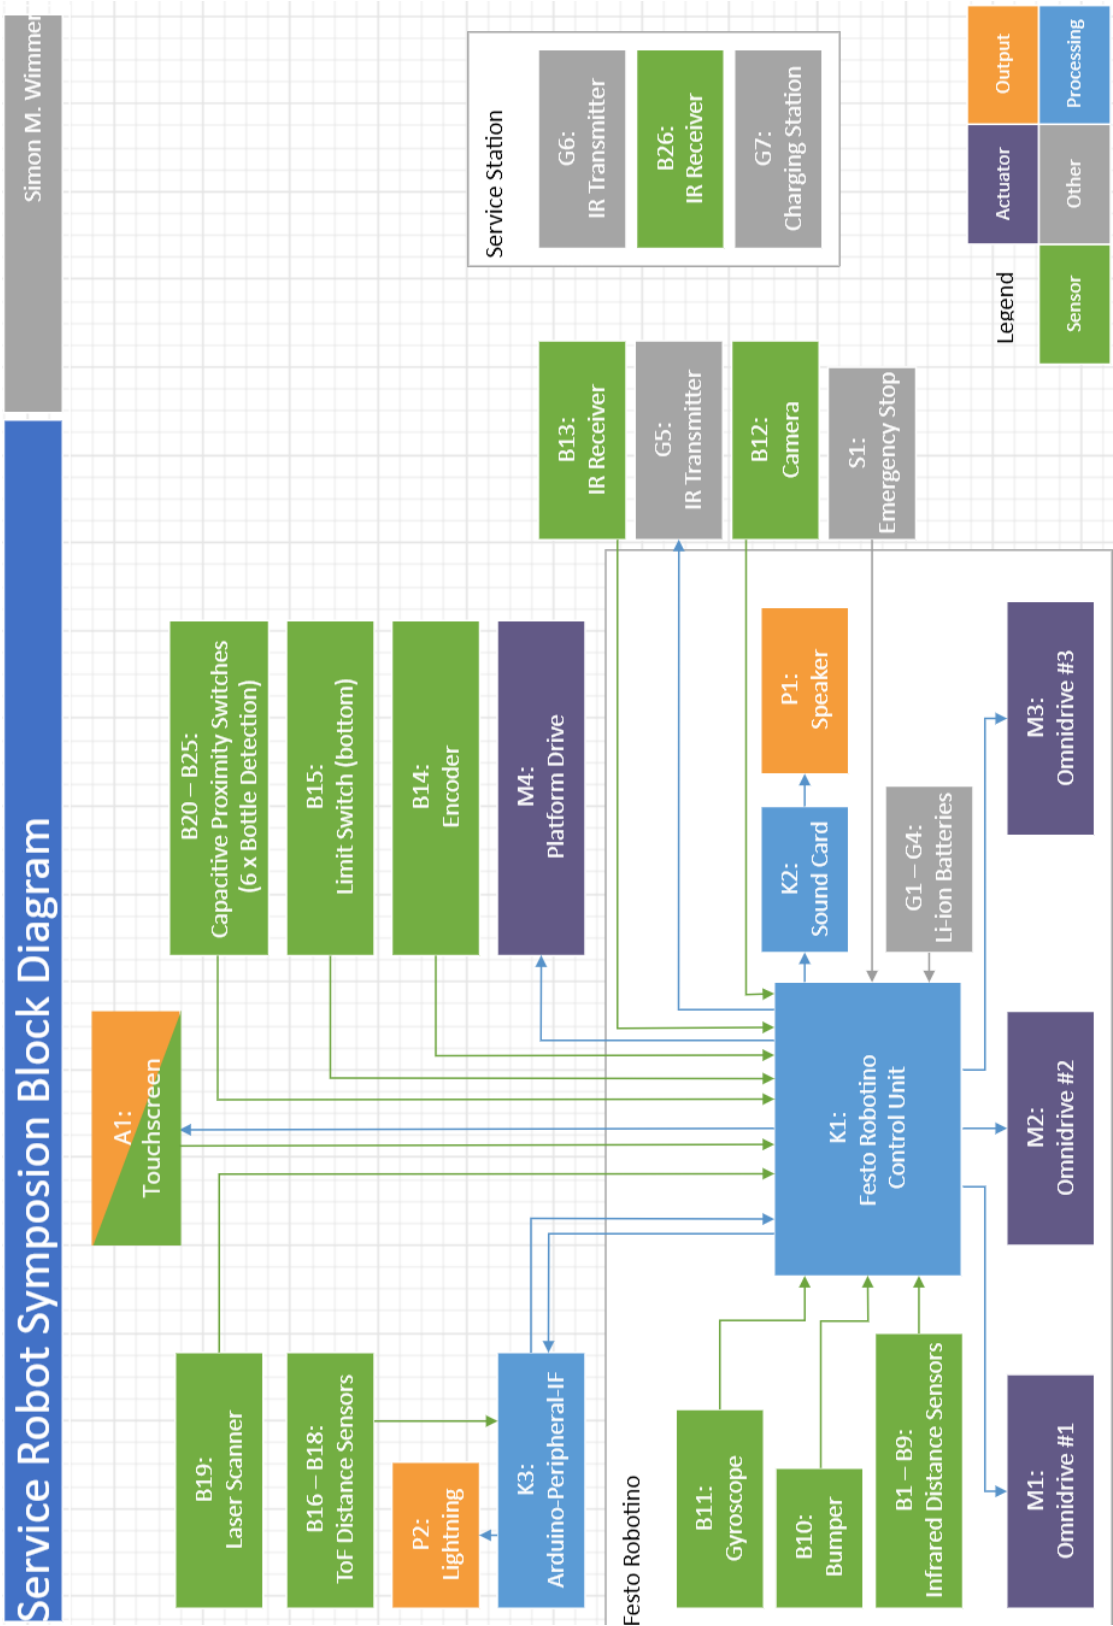 Service Robot Symposion Block Diagram
Simon M. Wimmer
A1:
Touchscreen
B19:
Laser Scanner
B16 – B18:
ToF Distance Sensors
P2:
Lightning
K3:
Arduino-Peripheral-IF
B20 – B25:
Capacitive Proximity Switches
(6 x Bottle Detection)
B15:
Limit Switch (bottom)
B14:
Encoder
M4:
Platform Drive
Service Station
G6:
IR Transmitter
B26:
IR Receiver
G7:
Charging Station
B13:
IR Receiver
G5:
IR Transmitter
B12:
Camera
S1:
Emergency Stop
Festo Robotino
B11:
Gyroscope
B10:
Bumper
B1 – B9:
Infrared Distance Sensors
K1:
Festo Robotino
Control Unit
K2:
Sound Card
P1:
Speaker
G1 – G4:
Li-ion Batteries
M1:
Omnidrive #1
M2:
Omnidrive #2
M3:
Omnidrive #3
Legend
Actuator
Output
Sensor
Other
Processing